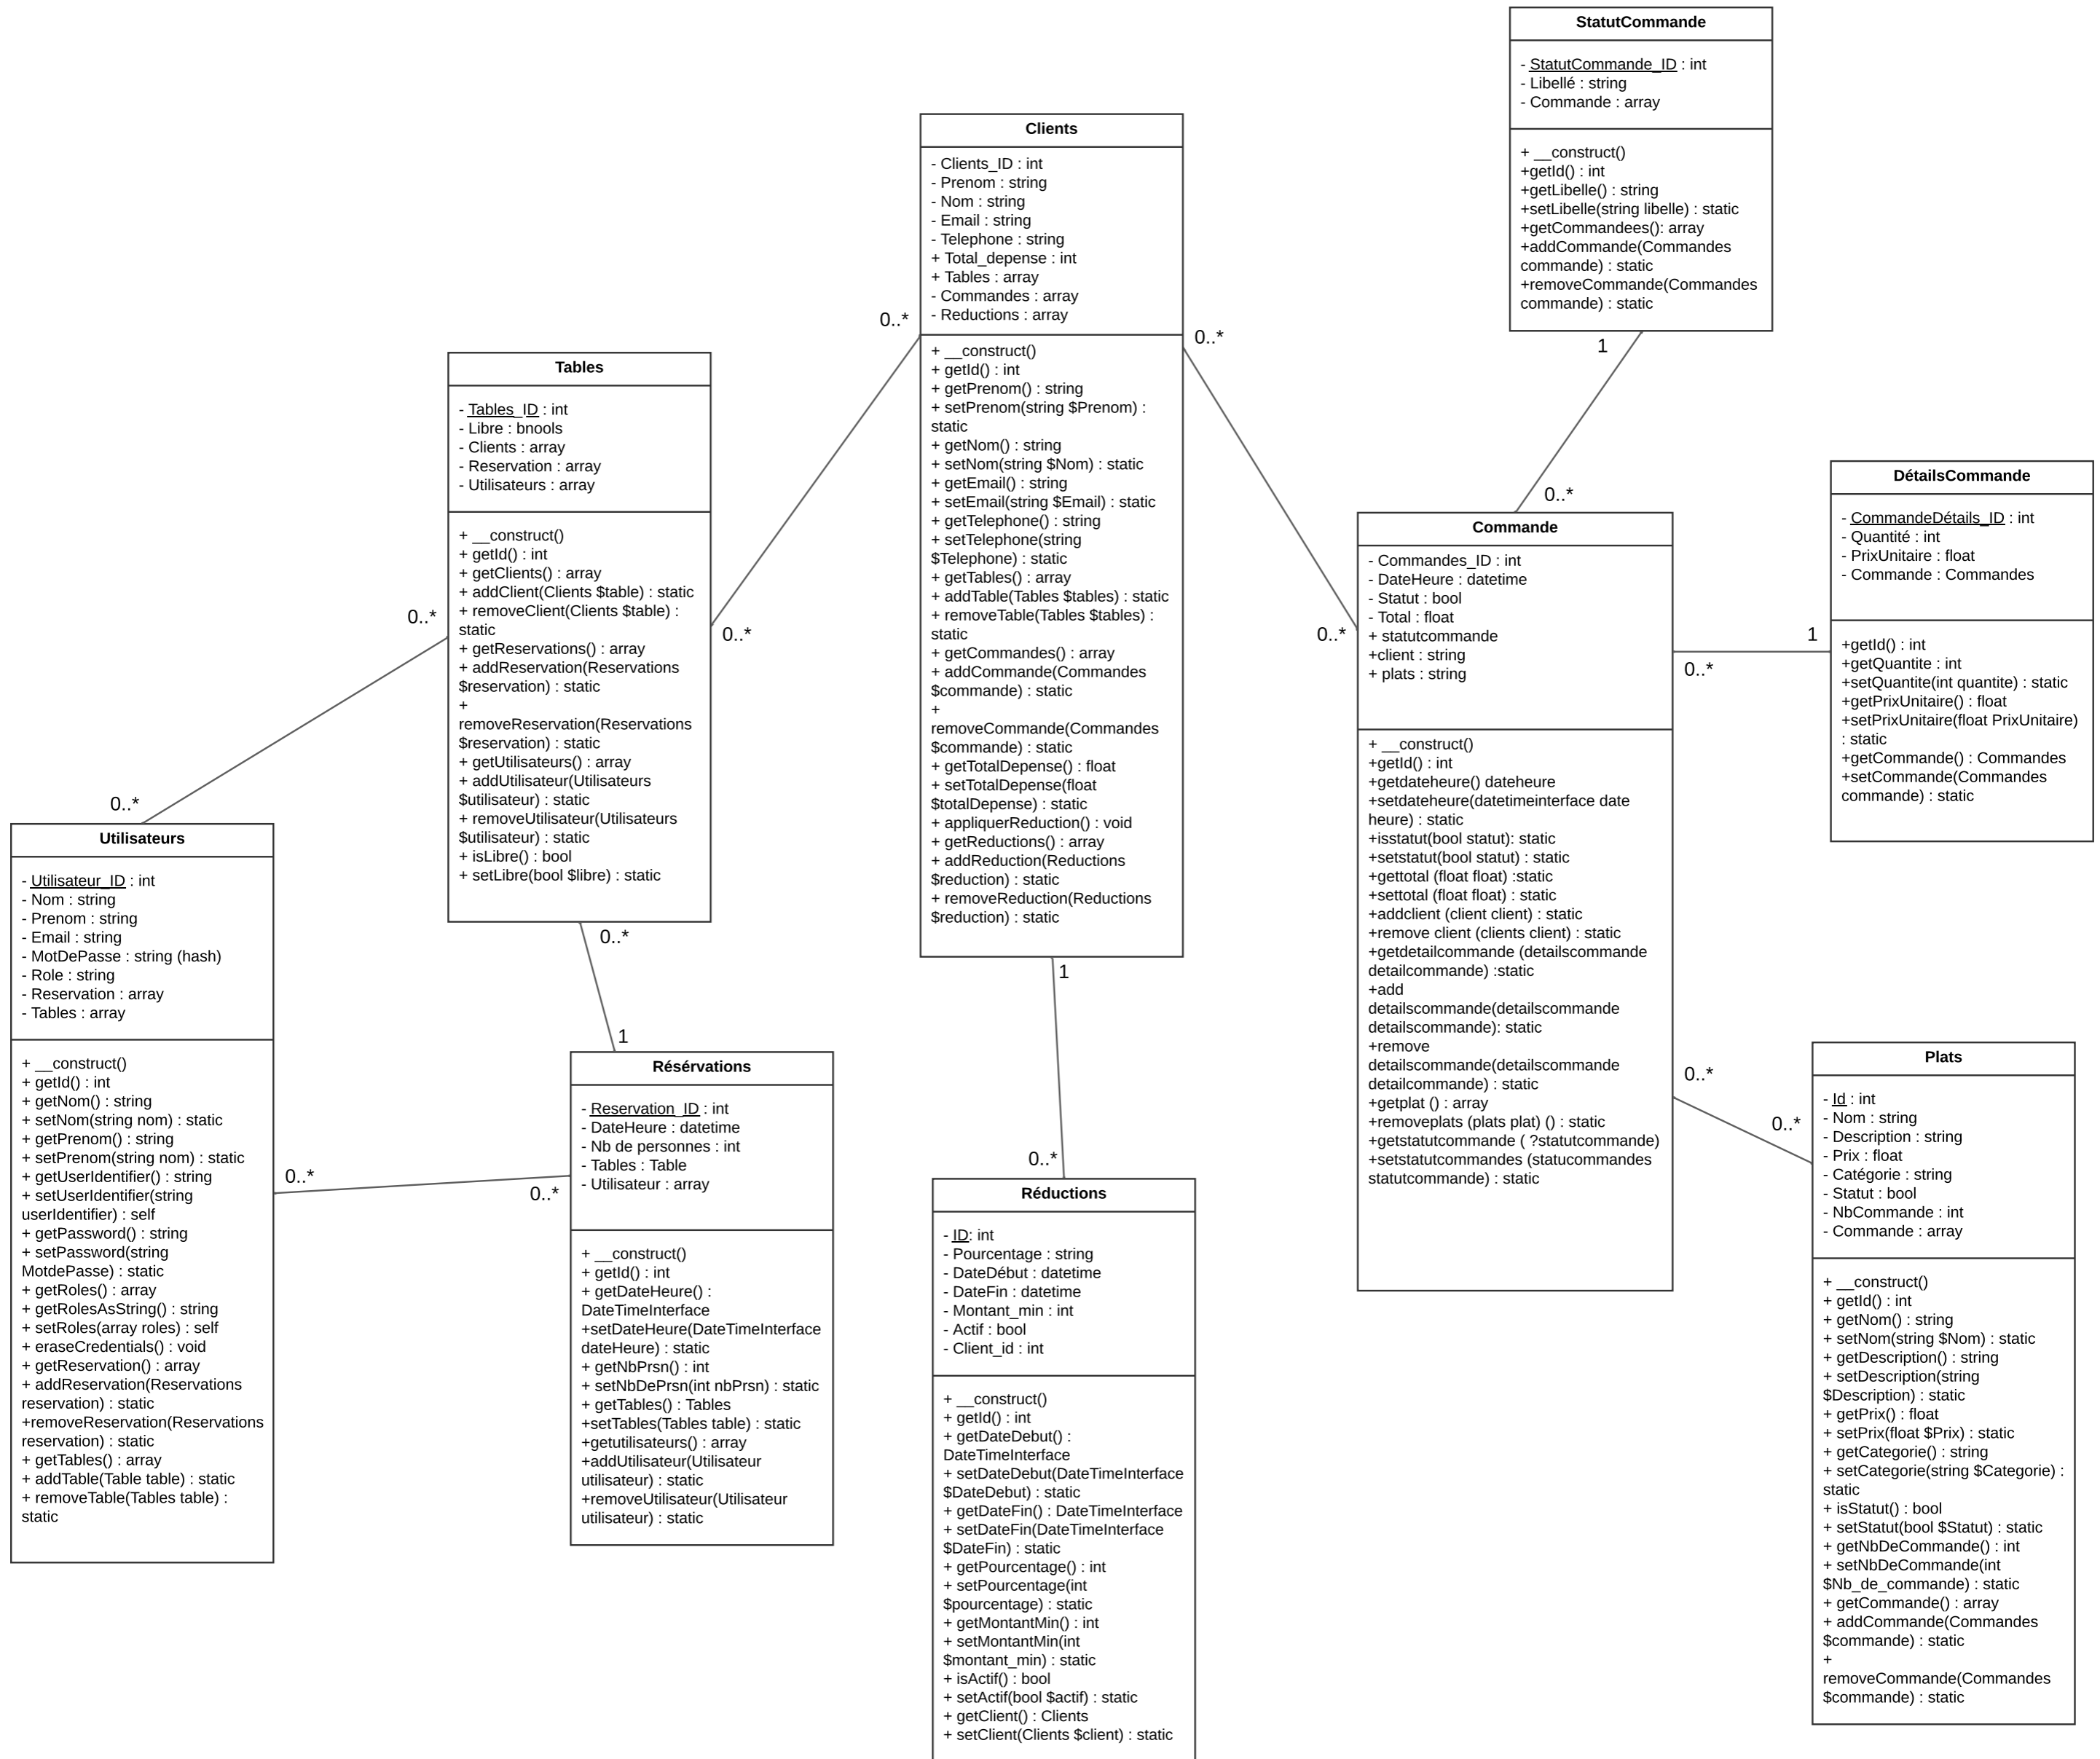 StatutCommande
- StatutCommande_ID : int
- Libellé : string
- Commande : array
+ __construct()
+getId() : int
+getLibelle() : string
+setLibelle(string libelle) : static
+getCommandees(): array
+addCommande(Commandes
commande) : static
+removeCommande(Commandes
commande) : static
1
0..*
Clients
- Clients_ID : int
- Prenom : string
- Nom : string
- Email : string
- Telephone : string
+ Total_depense : int
+ Tables : array
- Commandes : array
- Reductions : array
+ __construct()
+ getId() : int
+ getPrenom() : string
+ setPrenom(string $Prenom) :
static
+ getNom() : string
+ setNom(string $Nom) : static
+ getEmail() : string
+ setEmail(string $Email) : static
+ getTelephone() : string
+ setTelephone(string
$Telephone) : static
+ getTables() : array
+ addTable(Tables $tables) : static
+ removeTable(Tables $tables) :
static
+ getCommandes() : array
+ addCommande(Commandes
$commande) : static
+
removeCommande(Commandes
$commande) : static
+ getTotalDepense() : float
+ setTotalDepense(float
$totalDepense) : static
+ appliquerReduction() : void
+ getReductions() : array
+ addReduction(Reductions
$reduction) : static
+ removeReduction(Reductions
$reduction) : static
0..*
0..*
0..*
0..*
1
0..*
Tables
- Tables_ID : int
- Libre : bnools
- Clients : array
- Reservation : array
- Utilisateurs : array
+ __construct()
+ getId() : int
+ getClients() : array
+ addClient(Clients $table) : static
+ removeClient(Clients $table) :
static
+ getReservations() : array
+ addReservation(Reservations
$reservation) : static
+
removeReservation(Reservations
$reservation) : static
+ getUtilisateurs() : array
+ addUtilisateur(Utilisateurs
$utilisateur) : static
+ removeUtilisateur(Utilisateurs
$utilisateur) : static
+ isLibre() : bool
+ setLibre(bool $libre) : static
0..*
0..*
0..*
1
DétailsCommande
- CommandeDétails_ID : int
- Quantité : int
- PrixUnitaire : float
- Commande : Commandes
+getId() : int
+getQuantite : int
+setQuantite(int quantite) : static
+getPrixUnitaire() : float
+setPrixUnitaire(float PrixUnitaire)
: static
+getCommande() : Commandes
+setCommande(Commandes
commande) : static
1
0..*
Commande
- Commandes_ID : int
- DateHeure : datetime
- Statut : bool
- Total : float
+ statutcommande
+client : string
+ plats : string
+ __construct()
+getId() : int
+getdateheure() dateheure
+setdateheure(datetimeinterface date
heure) : static
+isstatut(bool statut): static
+setstatut(bool statut) : static
+gettotal (float float) :static
+settotal (float float) : static
+addclient (client client) : static
+remove client (clients client) : static
+getdetailcommande (detailscommande
detailcommande) :static
+add
detailscommande(detailscommande
detailscommande): static
+remove
detailscommande(detailscommande
detailcommande) : static
+getplat () : array
+removeplats (plats plat) () : static
+getstatutcommande ( ?statutcommande)
+setstatutcommandes (statucommandes
statutcommande) : static
0..*
0..*
Utilisateurs
- Utilisateur_ID : int
- Nom : string
- Prenom : string
- Email : string
- MotDePasse : string (hash)
- Role : string
- Reservation : array
- Tables : array
+ __construct()
+ getId() : int
+ getNom() : string
+ setNom(string nom) : static
+ getPrenom() : string
+ setPrenom(string nom) : static
+ getUserIdentifier() : string
+ setUserIdentifier(string
userIdentifier) : self
+ getPassword() : string
+ setPassword(string
MotdePasse) : static
+ getRoles() : array
+ getRolesAsString() : string
+ setRoles(array roles) : self
+ eraseCredentials() : void
+ getReservation() : array
+ addReservation(Reservations
reservation) : static
+removeReservation(Reservations
reservation) : static
+ getTables() : array
+ addTable(Table table) : static
+ removeTable(Tables table) :
static
0..*
0..*
Résérvations
- Reservation_ID : int
- DateHeure : datetime
- Nb de personnes : int
- Tables : Table
- Utilisateur : array
+ __construct()
+ getId() : int
+ getDateHeure() :
DateTimeInterface
+setDateHeure(DateTimeInterface
dateHeure) : static
+ getNbPrsn() : int
+ setNbDePrsn(int nbPrsn) : static
+ getTables() : Tables
+setTables(Tables table) : static
+getutilisateurs() : array
+addUtilisateur(Utilisateur
utilisateur) : static
+removeUtilisateur(Utilisateur
utilisateur) : static
Réductions
- ID: int
- Pourcentage : string
- DateDébut : datetime
- DateFin : datetime
- Montant_min : int
- Actif : bool
- Client_id : int
+ __construct()
+ getId() : int
+ getDateDebut() :
DateTimeInterface
+ setDateDebut(DateTimeInterface
$DateDebut) : static
+ getDateFin() : DateTimeInterface
+ setDateFin(DateTimeInterface
$DateFin) : static
+ getPourcentage() : int
+ setPourcentage(int
$pourcentage) : static
+ getMontantMin() : int
+ setMontantMin(int
$montant_min) : static
+ isActif() : bool
+ setActif(bool $actif) : static
+ getClient() : Clients
+ setClient(Clients $client) : static
Plats
- Id : int
- Nom : string
- Description : string
- Prix : float
- Catégorie : string
- Statut : bool
- NbCommande : int
- Commande : array
+ __construct()
+ getId() : int
+ getNom() : string
+ setNom(string $Nom) : static
+ getDescription() : string
+ setDescription(string
$Description) : static
+ getPrix() : float
+ setPrix(float $Prix) : static
+ getCategorie() : string
+ setCategorie(string $Categorie) :
static
+ isStatut() : bool
+ setStatut(bool $Statut) : static
+ getNbDeCommande() : int
+ setNbDeCommande(int
$Nb_de_commande) : static
+ getCommande() : array
+ addCommande(Commandes
$commande) : static
+
removeCommande(Commandes
$commande) : static